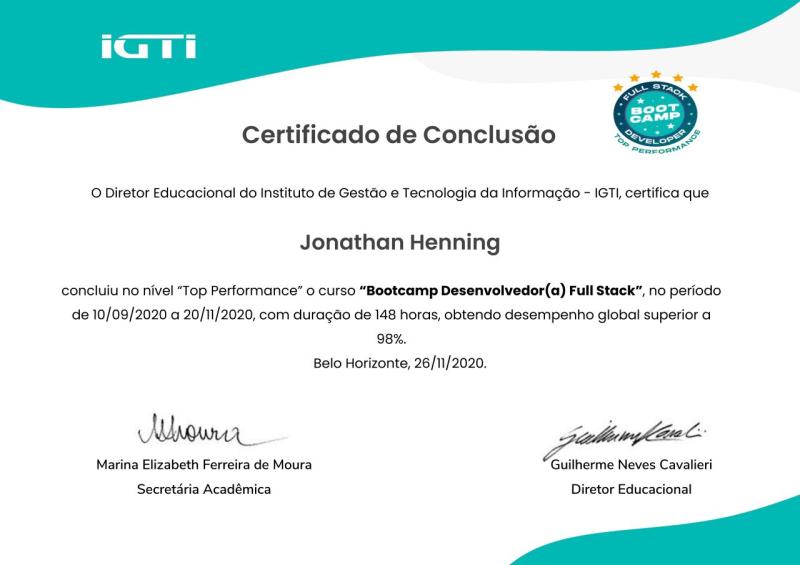 iGTi
FULL STACK
BOOT
CAMP
DEVELOPER
TOP PERFORMANCE
Certificado de Conclusão
O Diretor Educacional do Instituto de Gestão e Tecnologia da Informação - IGTI, certifica que
Jonathan Henning
concluiu no nível “Top Performance” o curso “Bootcamp Desenvolvedor(a) Full Stack”, no período
de 10/09/2020 a 20/11/2020, com duração de 148 horas, obtendo desempenho global superior a
98%.
Belo Horizonte, 26/11/2020.
Marina Elizabeth Ferreira de Moura
Secretária Acadêmica
Guilherme Neves Cavalieri
Diretor Educacional